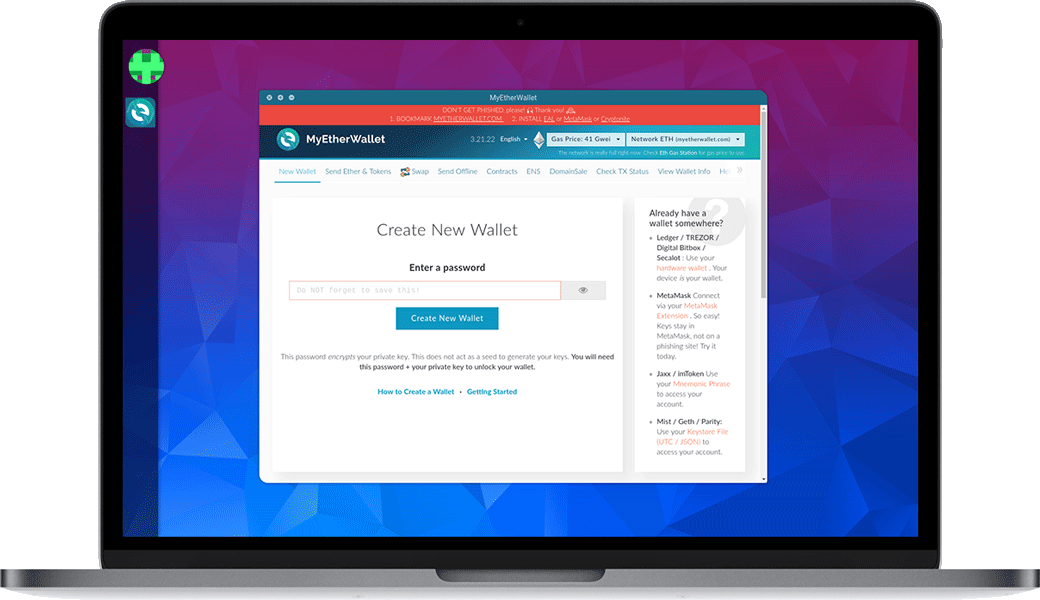 MyEtherWallet
DON'T GET PHISHED, please! Thank you!
1. BOOKMARK MYETHERWALLET.COM 2. INSTALL EAL or MetaMask or Cryptonite
MyEtherWallet 3.21.22 English Gas Price: 41 Gwei Network ETH (myetherwallet.com)
The network is really full right now. Check Eth Gas Station for gas price to use.
New Wallet Send Ether & Tokens Swap Send Offline Contracts ENS DomainSale Check TX Status View Wallet Info
Create New Wallet
Enter a password
Do NOT forget to save this!
Create New Wallet
This password encrypts your private key. This does not act as a seed to generate your keys. You will need
this password + your private key to unlock your wallet.
How to Create a Wallet • Getting Started
?
Already have a
wallet somewhere?
Ledger / TREZOR /
Digital Bitbox /
Secalot : Use your
hardware wallet . Your
device is your wallet.
MetaMask Connect
via your MetaMask
Extension . So easy!
Keys stay in
MetaMask, not on a
phishing site! Try it
today.
Jaxx / imToken Use
your Mnemonic Phrase
to access your
account.
Mist / Geth / Parity:
Use your Keystore File
(UTC / JSON) to
access your account.